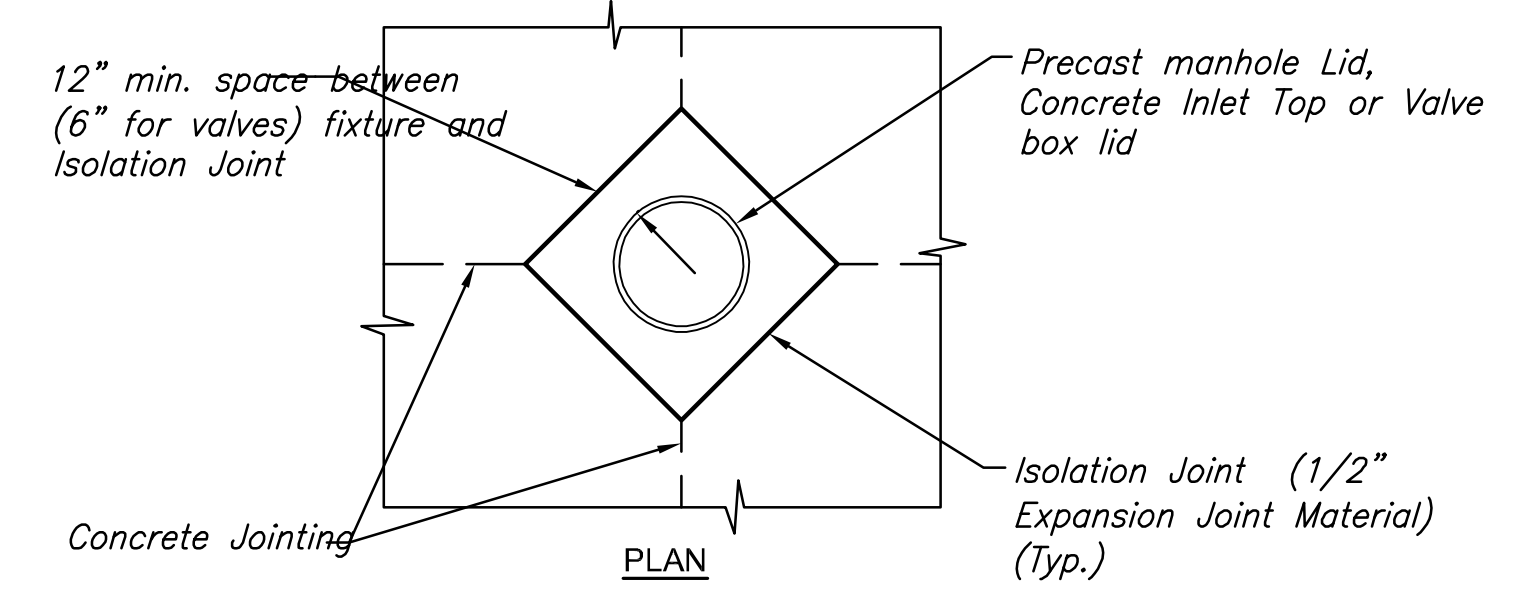 12” min. space between
(6” for valves) fixture and
Isolation Joint
Precast manhole Lid,
Concrete Inlet Top or Valve
box lid
Concrete Jointing
Isolation Joint (1/2”
Expansion Joint Material)
(Typ.)
PLAN